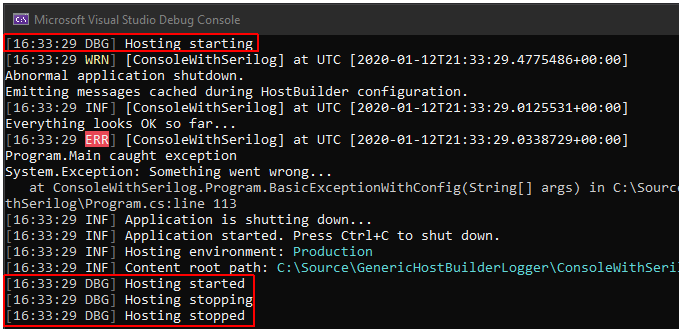 Microsoft Visual Studio Debug Console
[16:33:29 DBG] Hosting starting
[16:33:29 WRN] [ConsoleWithSerilog] at UTC [2020-01-12T21:33:29.4775486+00:00]
Abnormal application shutdown.
Emitting messages cached during HostBuilder configuration.
[16:33:29 INF] [ConsoleWithSerilog] at UTC [2020-01-12T21:33:29.0125531+00:00]
Everything looks OK so far...
[16:33:29 ERR] [ConsoleWithSerilog] at UTC [2020-01-12T21:33:29.0338729+00:00]
Program.Main caught exception
System.Exception: Something went wrong...
   at ConsoleWithSerilog.Program.BasicExceptionWithConfig(String[] args) in C:\Sourc
thSerilog\Program.cs:line 113
[16:33:29 INF] Application is shutting down...
[16:33:29 INF] Application started. Press Ctrl+C to shut down.
[16:33:29 INF] Hosting environment: Production
[16:33:29 INF] Content root path: C:\Source\GenericHostBuilderLogger\ConsoleWithSeril
[16:33:29 DBG] Hosting started
[16:33:29 DBG] Hosting stopping
[16:33:29 DBG] Hosting stopped